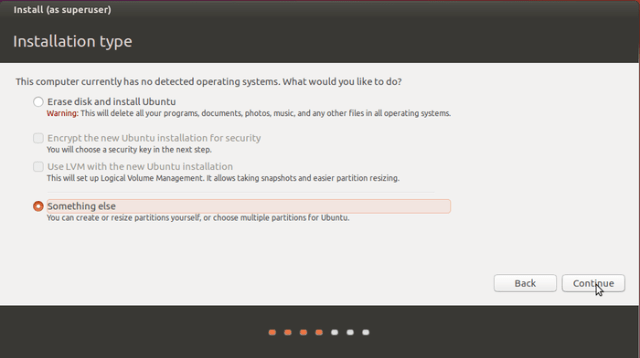 Install (as superuser)
Installation type
This computer currently has no detected operating systems. What would you like to do?
Erase disk and install Ubuntu
Warning: This will delete all your programs, documents, photos, music, and any other files in all operating systems.
Encrypt the new Ubuntu installation for security
You will choose a security key in the next step.
Use LVM with the new Ubuntu installation
This will set up Logical Volume Management. It allows taking snapshots and easier partition resizing.
Something else
You can create or resize partitions yourself, or choose multiple partitions for Ubuntu.
Back
Continue